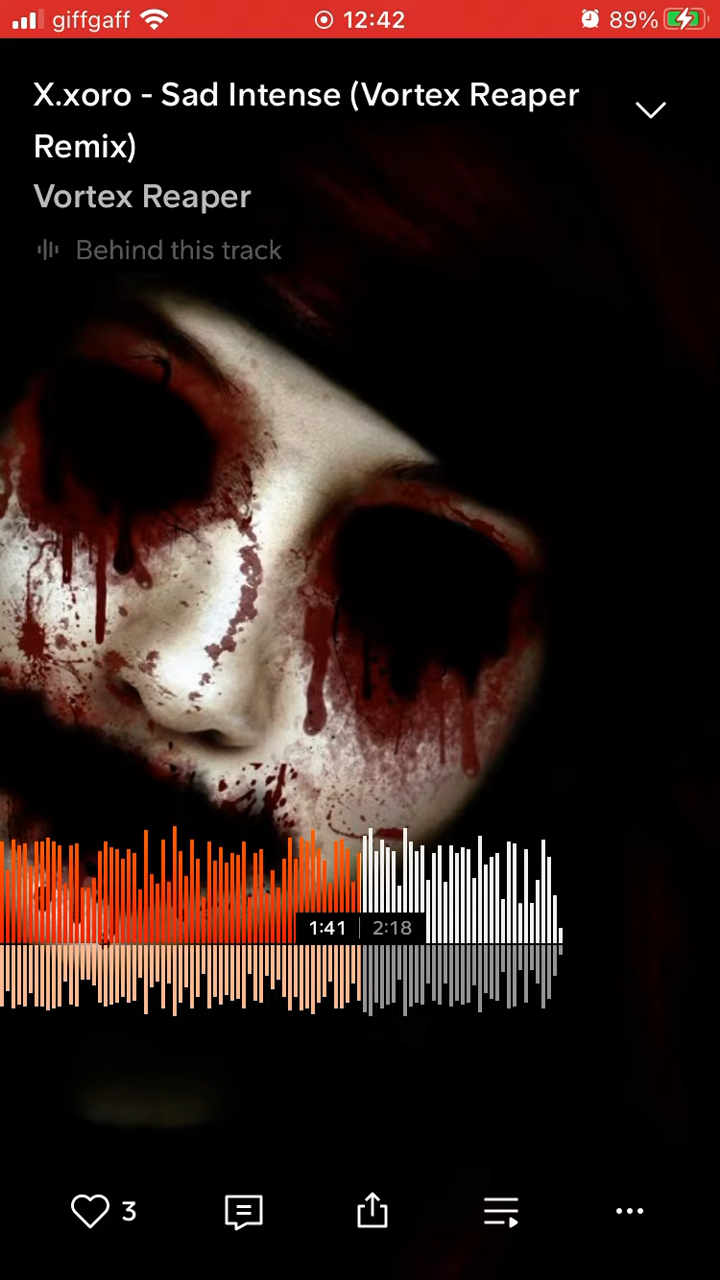 giffgaff 12:42 89%
X.xoro - Sad Intense (Vortex Reaper
Remix)
Vortex Reaper
Behind this track
1:41 2:18
3